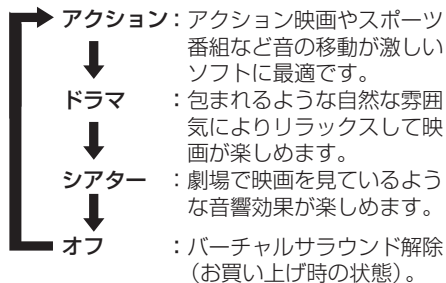 アクション：アクション映画やスポーツ
番組など音の移動が激しい
ソフトに最適です。
ドラマ ：包まれるような自然な雰囲
気によりリラックスして映
画が楽しめます。
シアター ：劇場で映画を見ているよう
な音響効果が楽しめます。
オフ ：バーチャルサラウンド解除
（お買い上げ時の状態）。